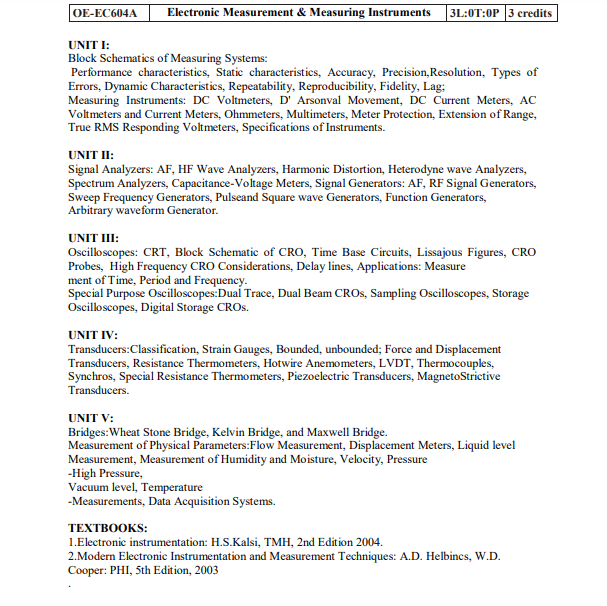 OE-EC604A Electronic Measurement & Measuring Instruments 3L:0T:0P 3 credits
UNIT I:
Block Schematics of Measuring Systems:
Performance characteristics, Static characteristics, Accuracy, Precision,Resolution, Types of
Errors, Dynamic Characteristics, Repeatability, Reproducibility, Fidelity, Lag;
Measuring Instruments: DC Voltmeters, D' Arsonval Movement, DC Current Meters, AC
Voltmeters and Current Meters, Ohmmeters, Multimeters, Meter Protection, Extension of Range,
True RMS Responding Voltmeters, Specifications of Instruments.
UNIT II:
Signal Analyzers: AF, HF Wave Analyzers, Harmonic Distortion, Heterodyne wave Analyzers,
Spectrum Analyzers, Capacitance-Voltage Meters, Signal Generators: AF, RF Signal Generators,
Sweep Frequency Generators, Pulseand Square wave Generators, Function Generators,
Arbitrary waveform Generator.
UNIT III:
Oscilloscopes: CRT, Block Schematic of CRO, Time Base Circuits, Lissajous Figures, CRO
Probes, High Frequency CRO Considerations, Delay lines, Applications: Measure
ment of Time, Period and Frequency.
Special Purpose Oscilloscopes:Dual Trace, Dual Beam CROs, Sampling Oscilloscopes, Storage
Oscilloscopes, Digital Storage CROs.
UNIT IV:
Transducers:Classification, Strain Gauges, Bounded, unbounded; Force and Displacement
Transducers, Resistance Thermometers, Hotwire Anemometers, LVDT, Thermocouples,
Synchros, Special Resistance Thermometers, Piezoelectric Transducers, MagnetoStrictive
Transducers.
UNIT V:
Bridges:Wheat Stone Bridge, Kelvin Bridge, and Maxwell Bridge.
Measurement of Physical Parameters:Flow Measurement, Displacement Meters, Liquid level
Measurement, Measurement of Humidity and Moisture, Velocity, Pressure
-High Pressure,
Vacuum level, Temperature
-Measurements, Data Acquisition Systems.
TEXTBOOKS:
1.Electronic instrumentation: H.S.Kalsi, TMH, 2nd Edition 2004.
2.Modern Electronic Instrumentation and Measurement Techniques: A.D. Helbincs, W.D.
Cooper: PHI, 5th Edition, 2003
.